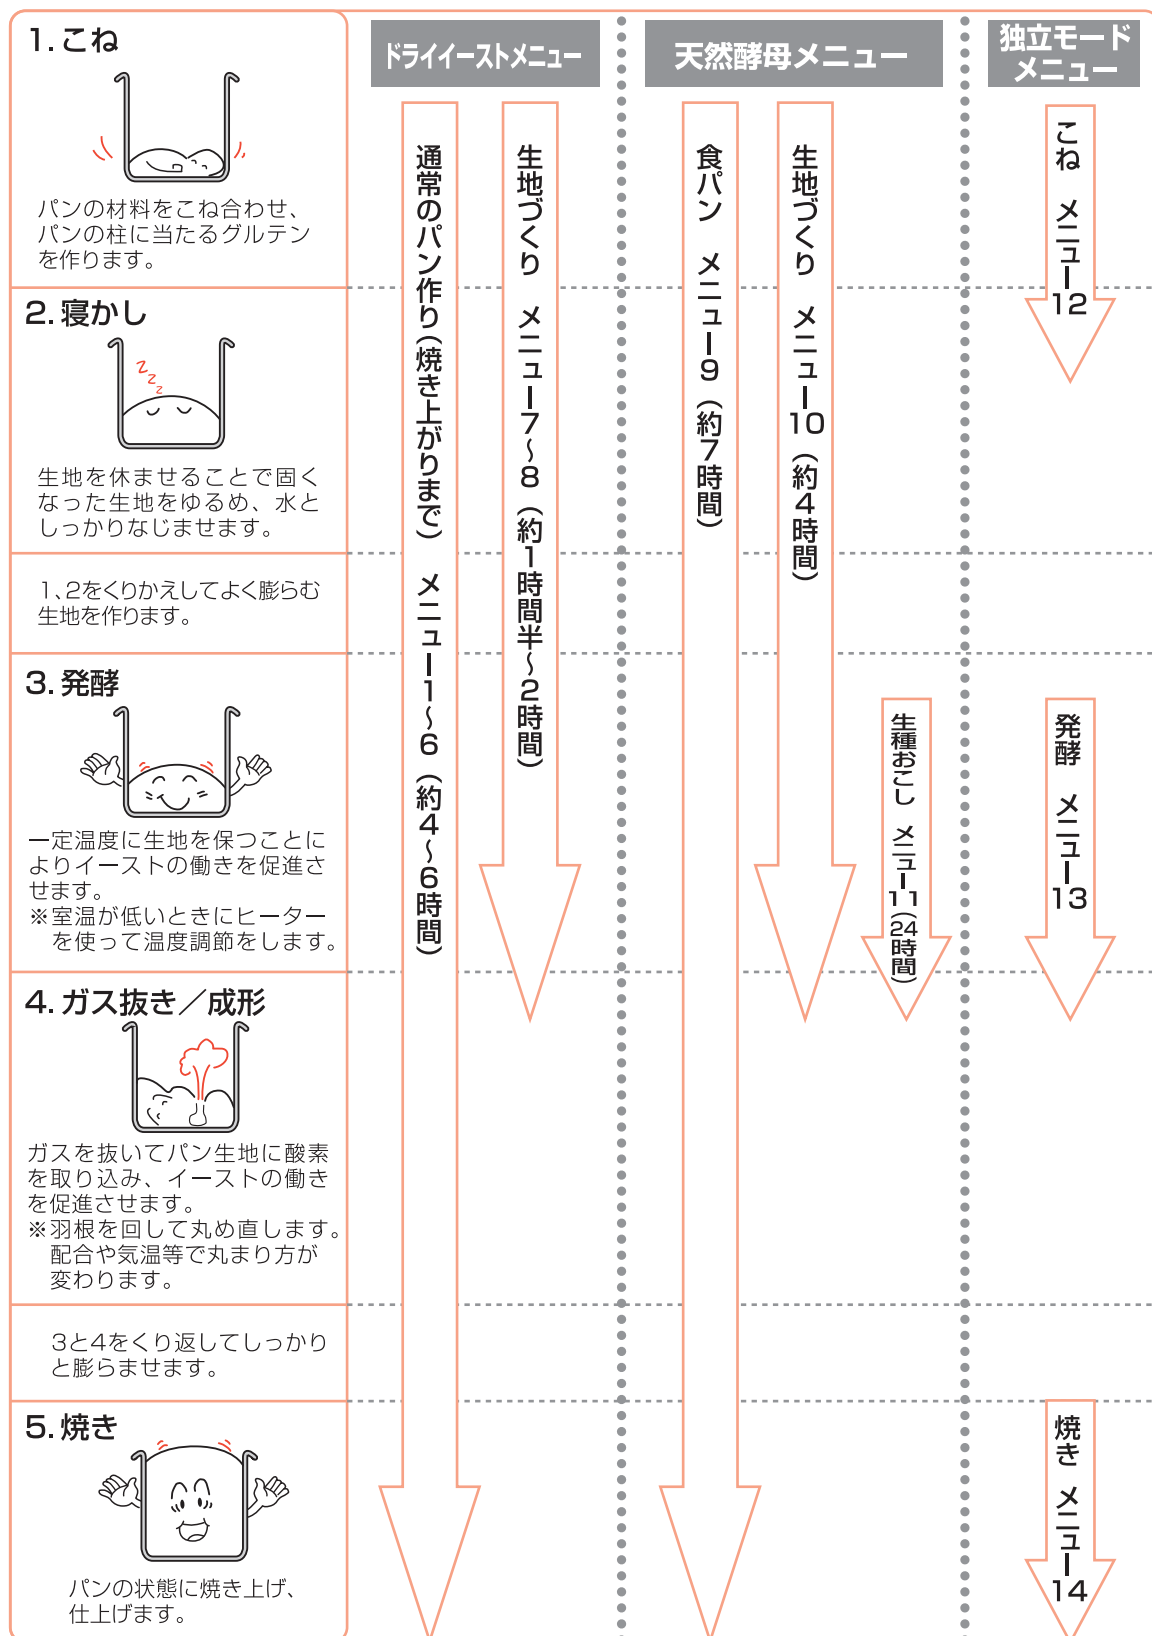 1. こね
パンの材料をこね合わせ、
パンの柱に当たるグルテン
を作ります。
2. 寝かし
z
z
z
生地を休ませることで固く
なった生地をゆるめ、水と
しっかりなじませます。
1、2をくりかえしてよく膨らむ
生地を作ります。
3. 発酵
一定温度に生地を保つことに
よりイーストの働きを促進さ
せます。
※室温が低いときにヒーター
を使って温度調節をします。
4. ガス抜き／成形
ガスを抜いてパン生地に酸素
を取り込み、イーストの働き
を促進させます。
※羽根を回して丸め直します。
配合や気温等で丸まり方が
変わります。
3と4をくり返してしっかり
と膨らませます。
5. 焼き
パンの状態に焼き上げ、
仕上げます。
ドライイーストメニュー
通常のパン作り（焼き上がりまで） メニュー1～6（約4～6時間）
生地づくり メニュー7～8（約1時間半～2時間）
天然酵母メニュー
食パン メニュー9（約7時間）
生地づくり メニュー10（約4時間）
生種おこし メニュー11（24時間）
独立モード
メニュー
こね メニュー12
発酵 メニュー13
焼き メニュー14